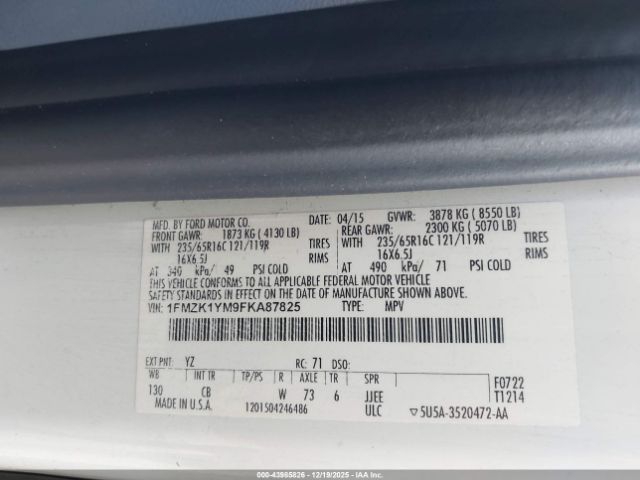 MFD. BY FORD MOTOR CO. DATE: 04/15 GVWR: 3878 KG ( 8550 LB)
FRONT GAWR: 1873 KG ( 4130 LB) REAR GAWR: 2300 KG ( 5070 LB)
WITH 235/65R16C 121/119R TIRES WITH 235/65R16C 121/119R TIRES
16X6.5J RIMS 16X6.5J RIMS
AT 340 kPa/ 49 PSI COLD AT 490 kPa/ 71 PSI COLD
THIS VEHICLE CONFORMS TO ALL APPLICABLE FEDERAL MOTOR VEHICLE
SAFETY STANDARDS IN EFFECT ON THE DATE OF MANUFACTURE SHOWN ABOVE.
VIN: 1FMZK1YM9FKA87825 TYPE: MPV
EXT PNT: YZ RC: 71 DSO:
WB INT TR TP/PS R AXLE TR SPR F0722
130 CB W 73 6 JJEE T1214
MADE IN U.S.A. 1201504246486 ULC 5U5A-3520472-AA
000-43965826 - 12/19/2025 - IAAI.COM